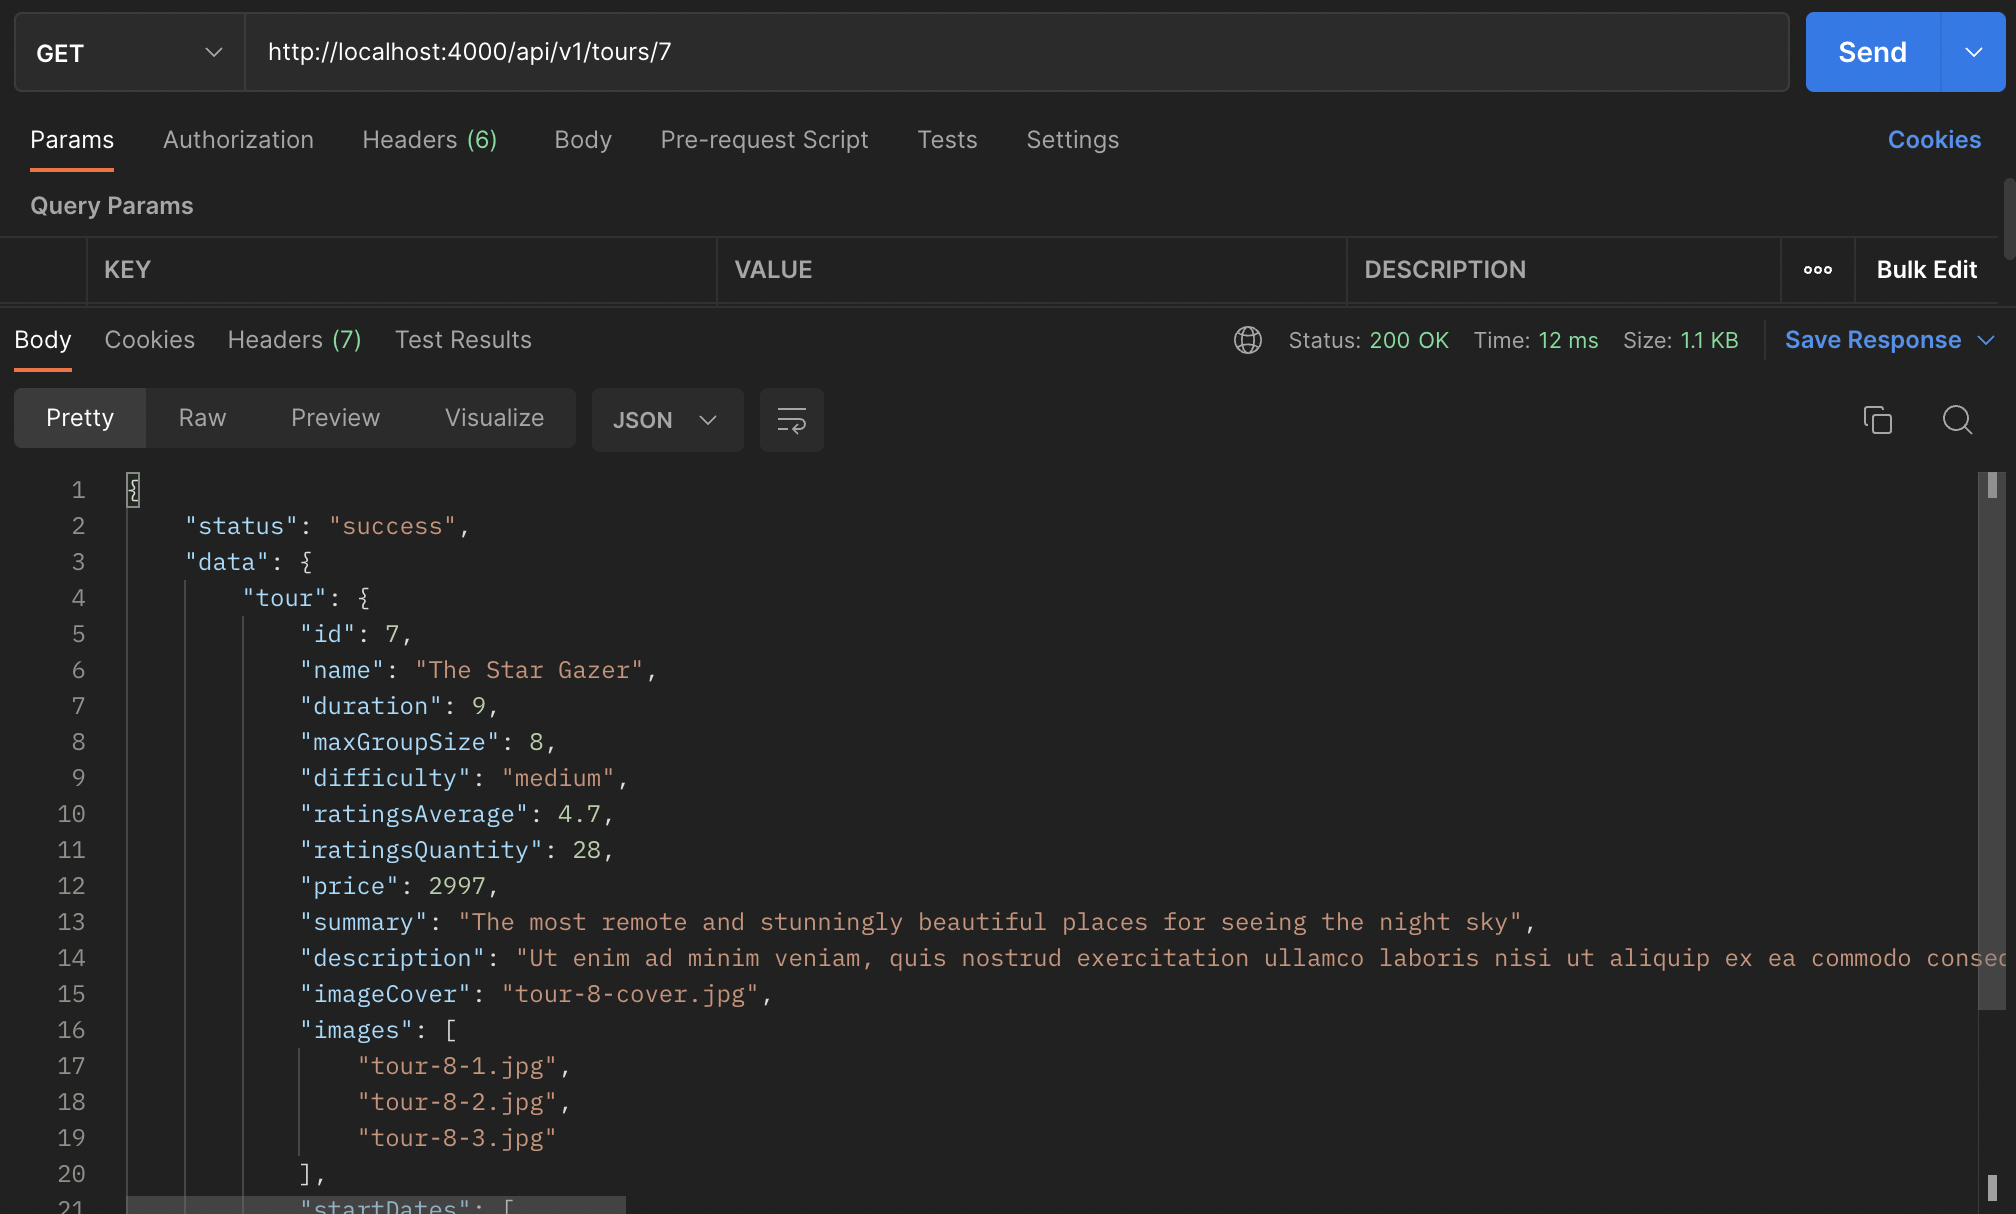 GET http://localhost:4000/api/v1/tours/7 Send
Params Authorization Headers (6) Body Pre-request Script Tests Settings Cookies
Query Params
KEY VALUE DESCRIPTION ooo Bulk Edit
Body Cookies Headers (7) Test Results Status: 200 OK Time: 12 ms Size: 1.1 KB Save Response
Pretty Raw Preview Visualize JSON
1 {
2 "status": "success",
3 "data": {
4 "tour": {
5 "id": 7,
6 "name": "The Star Gazer",
7 "duration": 9,
8 "maxGroupSize": 8,
9 "difficulty": "medium",
10 "ratingsAverage": 4.7,
11 "ratingsQuantity": 28,
12 "price": 2997,
13 "summary": "The most remote and stunningly beautiful places for seeing the night sky",
14 "description": "Ut enim ad minim veniam, quis nostrud exercitation ullamco laboris nisi ut aliquip ex ea commodo conseq
15 "imageCover": "tour-8-cover.jpg",
16 "images": [
17 "tour-8-1.jpg",
18 "tour-8-2.jpg",
19 "tour-8-3.jpg"
20 ],
21 "startDates": [